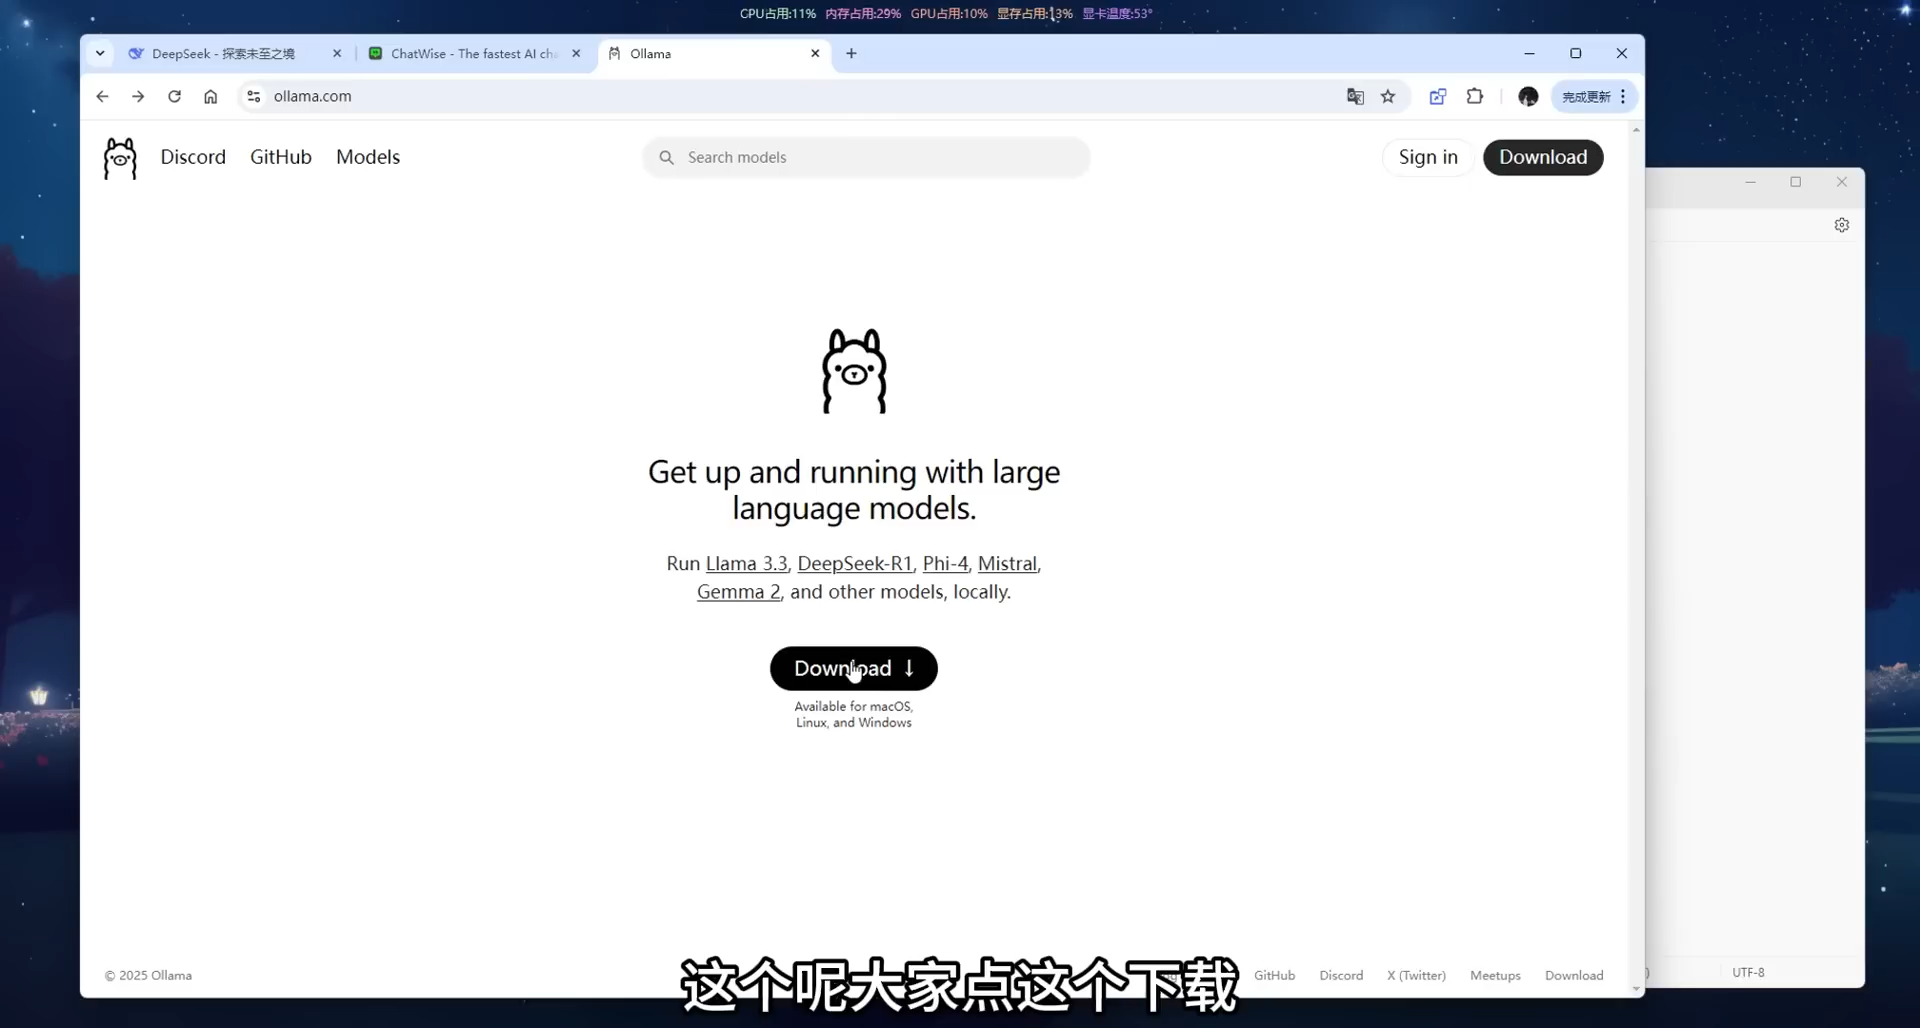 CPU占用:11% 内存占用:29% GPU占用:10% 显存占用:13% 显卡温度:53°
DeepSeek - 探索未至之境
ChatWise - The fastest AI cha
Ollama
ollama.com
完成更新
Discord GitHub Models
Search models
Sign in
Download
Get up and running with large
language models.
Run Llama 3.3, DeepSeek-R1, Phi-4, Mistral,
Gemma 2, and other models, locally.
Download ↓
Available for macOS,
Linux, and Windows
© 2025 Ollama
GitHub Discord X (Twitter) Meetups Download
UTF-8
这个呢大家点这个下载